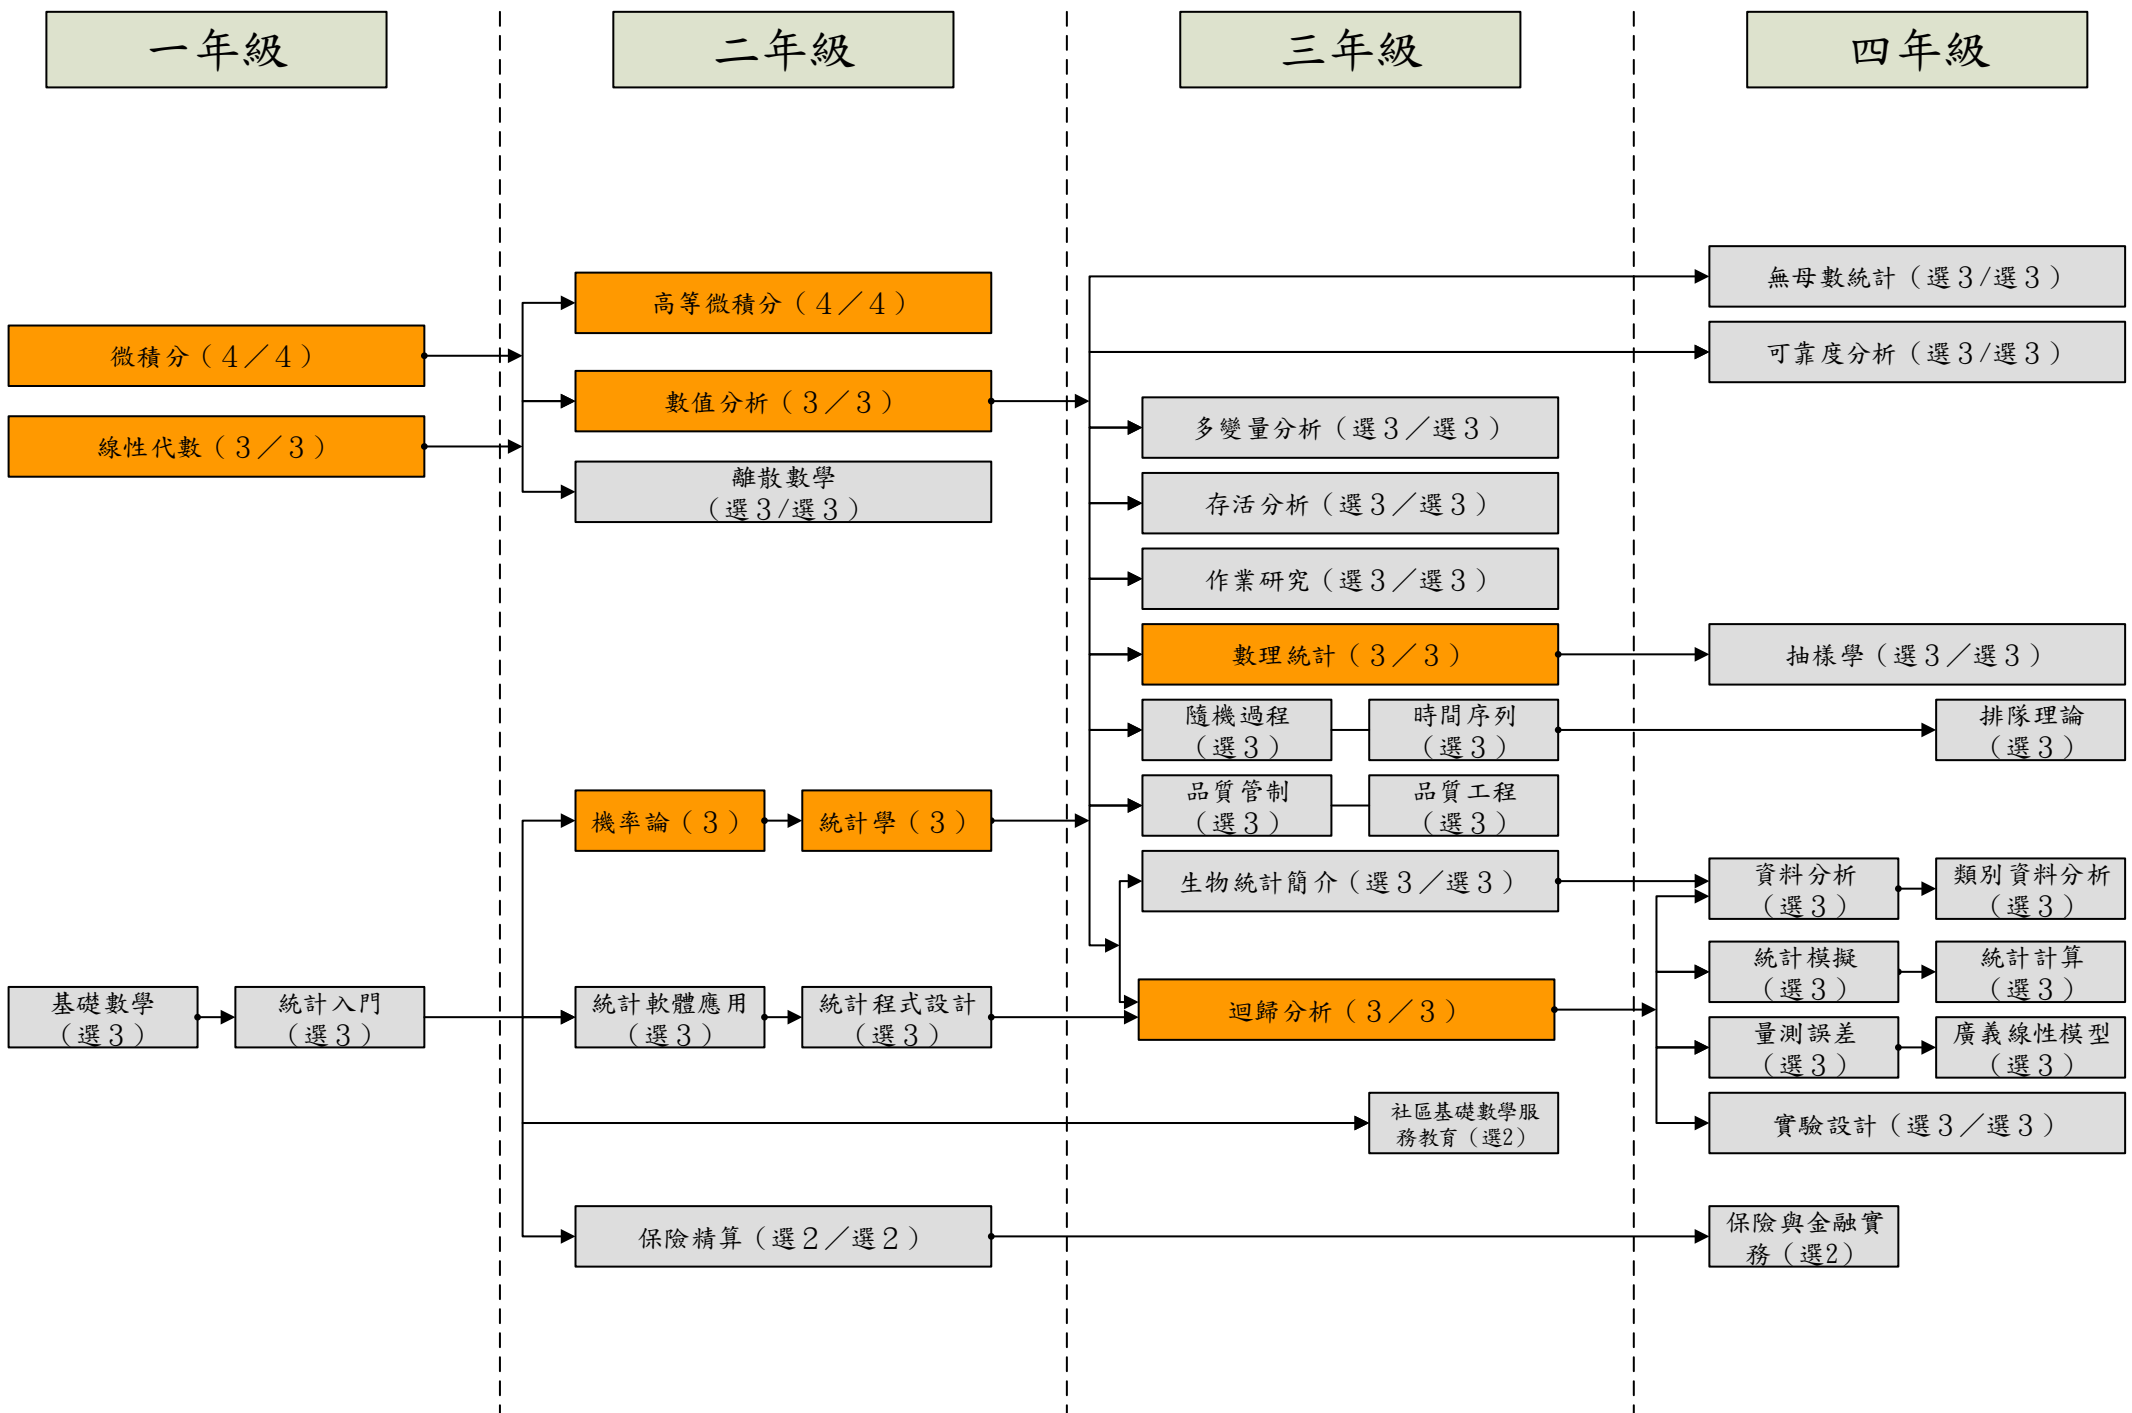 一年級
二年級
三年級
四年級
微積分（４／４）
線性代數（３／３）
基礎數學
（選３）
統計入門
（選３）
高等微積分（４／４）
數值分析（３／３）
離散數學
（選３/選３）
機率論（３）
統計學（３）
統計軟體應用
（選３）
統計程式設計
（選３）
保險精算（選２／選２）
多變量分析（選３／選３）
存活分析（選３／選３）
作業研究（選３／選３）
數理統計（３／３）
隨機過程
（選３）
時間序列
（選３）
品質管制
（選３）
品質工程
（選３）
生物統計簡介（選３／選３）
迴歸分析（３／３）
社區基礎數學服
務教育（選2）
無母數統計（選３/選３）
可靠度分析（選３/選３）
抽樣學（選３／選３）
排隊理論
（選３）
資料分析
（選３）
類別資料分析
（選３）
統計模擬
（選３）
統計計算
（選３）
量測誤差
（選３）
廣義線性模型
（選３）
實驗設計（選３／選３）
保險與金融實
務（選2）